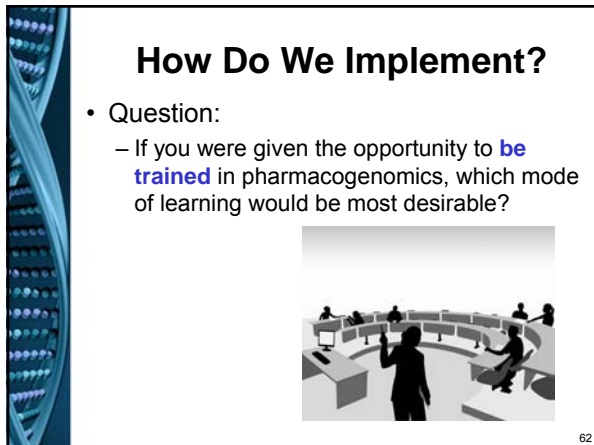 How Do We Implement?
• Question:
– If you were given the opportunity to be
trained in pharmacogenomics, which mode
of learning would be most desirable?
62